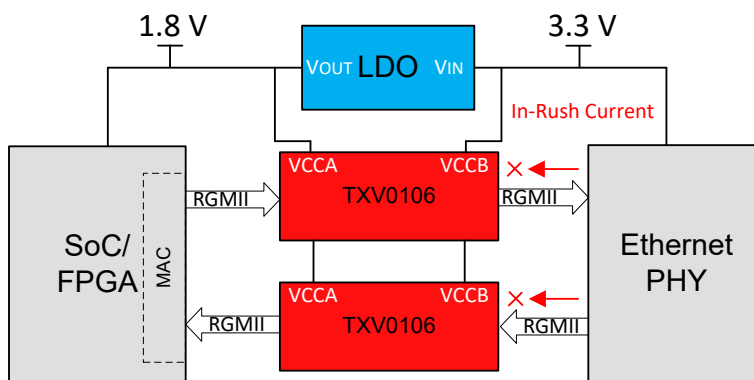 1.8 V
3.3 V
VOUT LDO VIN
In-Rush Current
VCCA VCCB
TXV0106
RGMII
RGMII
SoC/
FPGA
MAC
Ethernet
PHY
VCCA VCCB
TXV0106
RGMII
RGMII